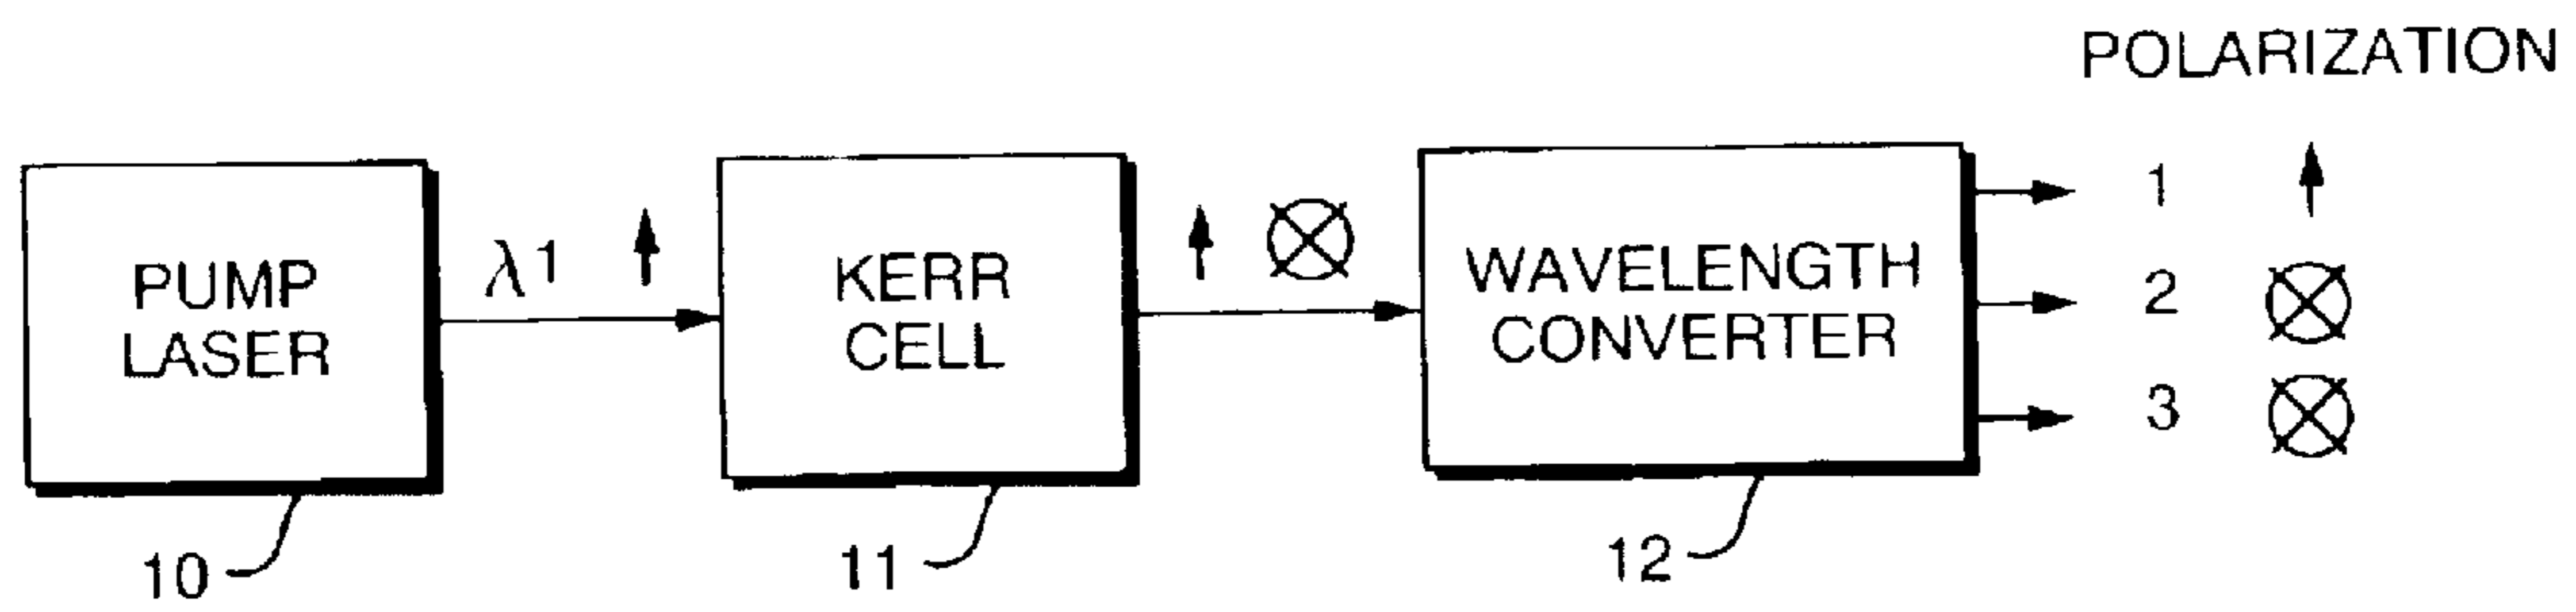 POLARIZATION
PUMP
LASER
λ1
KERR
CELL
WAVELENGTH
CONVERTER
1
2
3
10
11
12